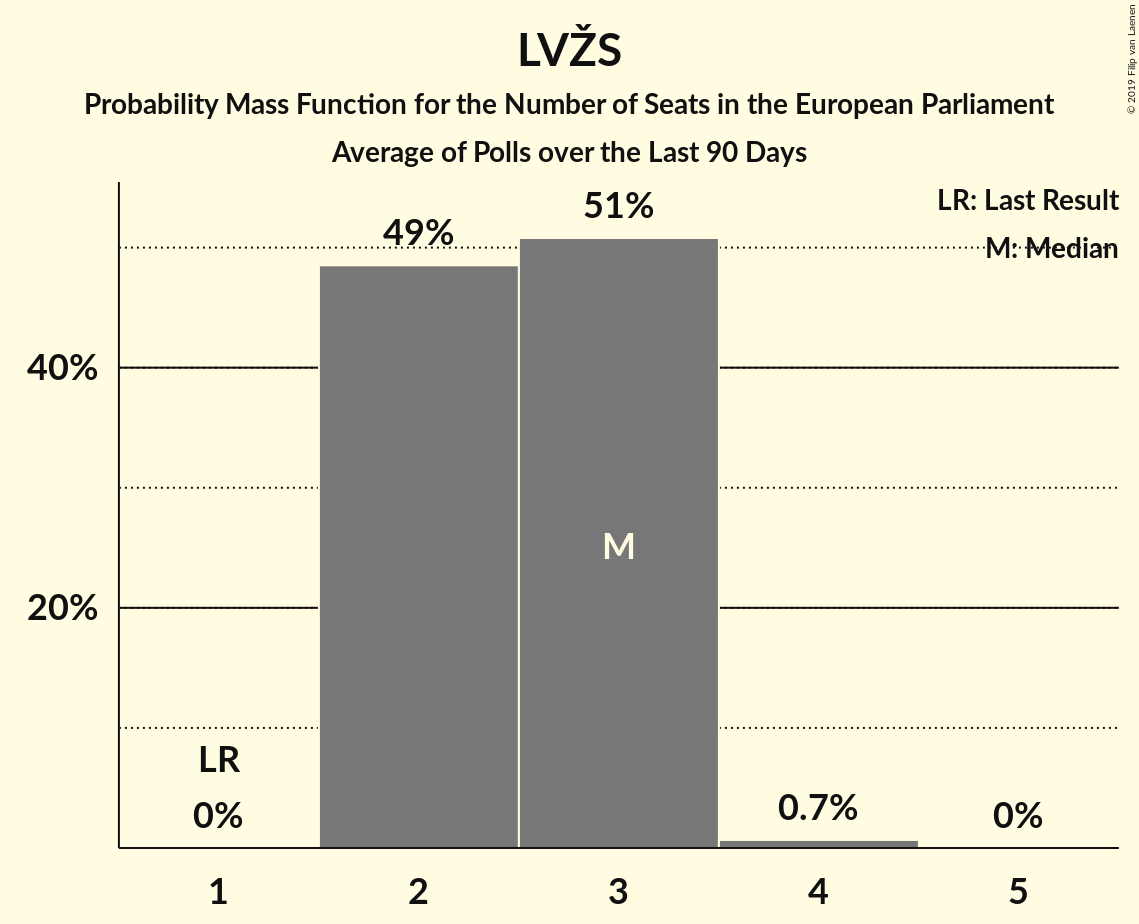 LVŽS
Probability Mass Function for the Number of Seats in the European Parliament
Average of Polls over the Last 90 Days
© 2019 Filip van Laenen
LR: Last Result
M: Median
49%
51%
40%
M
20%
LR
0%
0.7%
0%
1 2 3 4 5